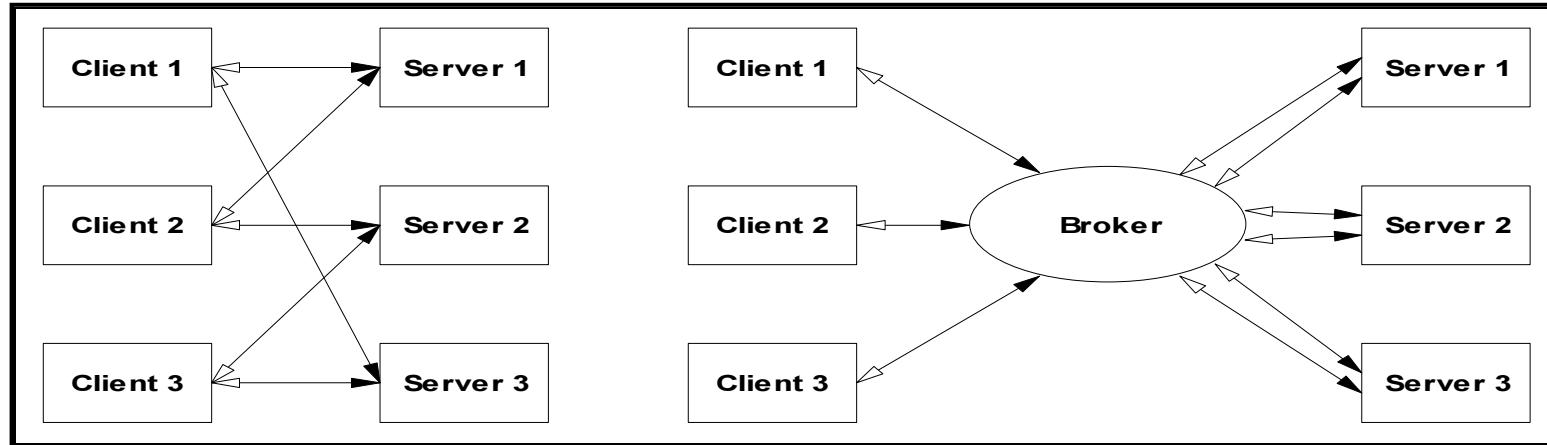 Client 1
Server 1
Client 2
Server 2
Client 3
Server 3
Client 1
Client 2
Client 3
Broker
Server 1
Server 2
Server 3